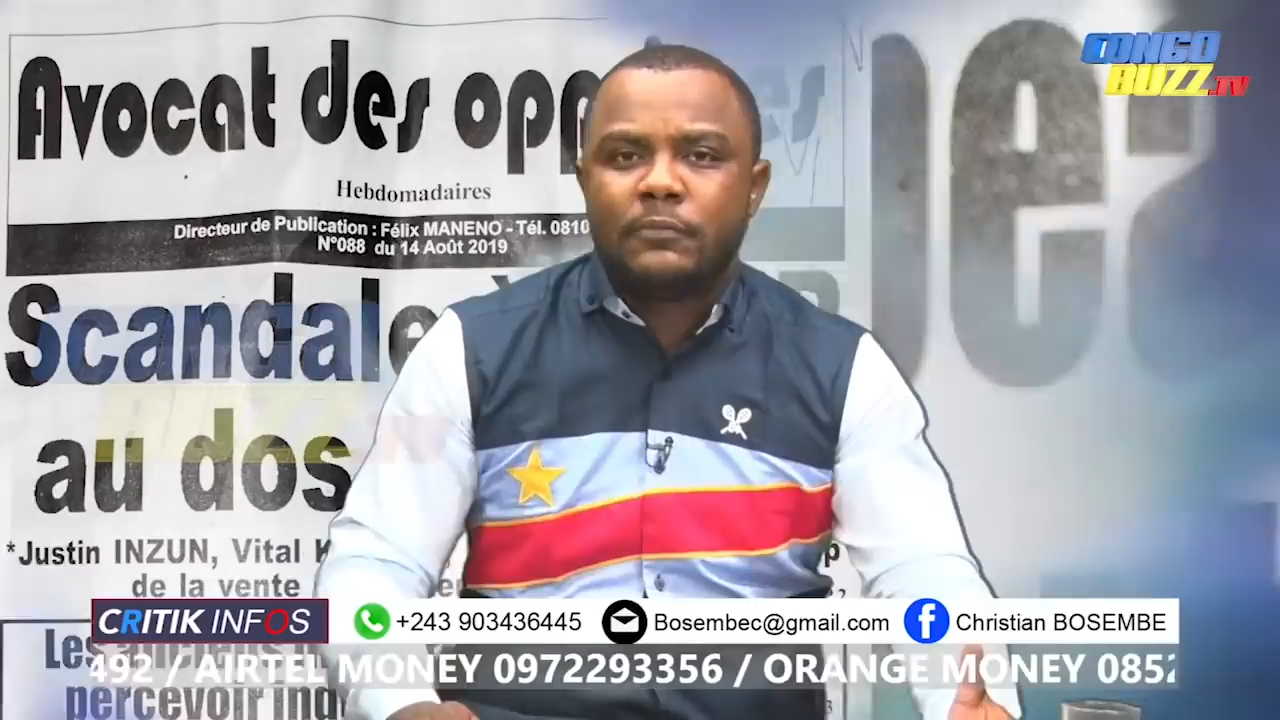 CONGO
BUZZ.TV
Avocat des opp
Hebdomadaires
Directeur de Publication : Félix MANENO - Tél. 0810
N°088 du 14 Août 2019
Scandale
au dos
*Justin INZUN, Vital K
de la vente
CRITIK INFOS
+243 903436445
Bosembec@gmail.com
Christian BOSEMBE
Les
492 / AIRTEL MONEY 0972293356 / ORANGE MONEY 0852
percevoir ind